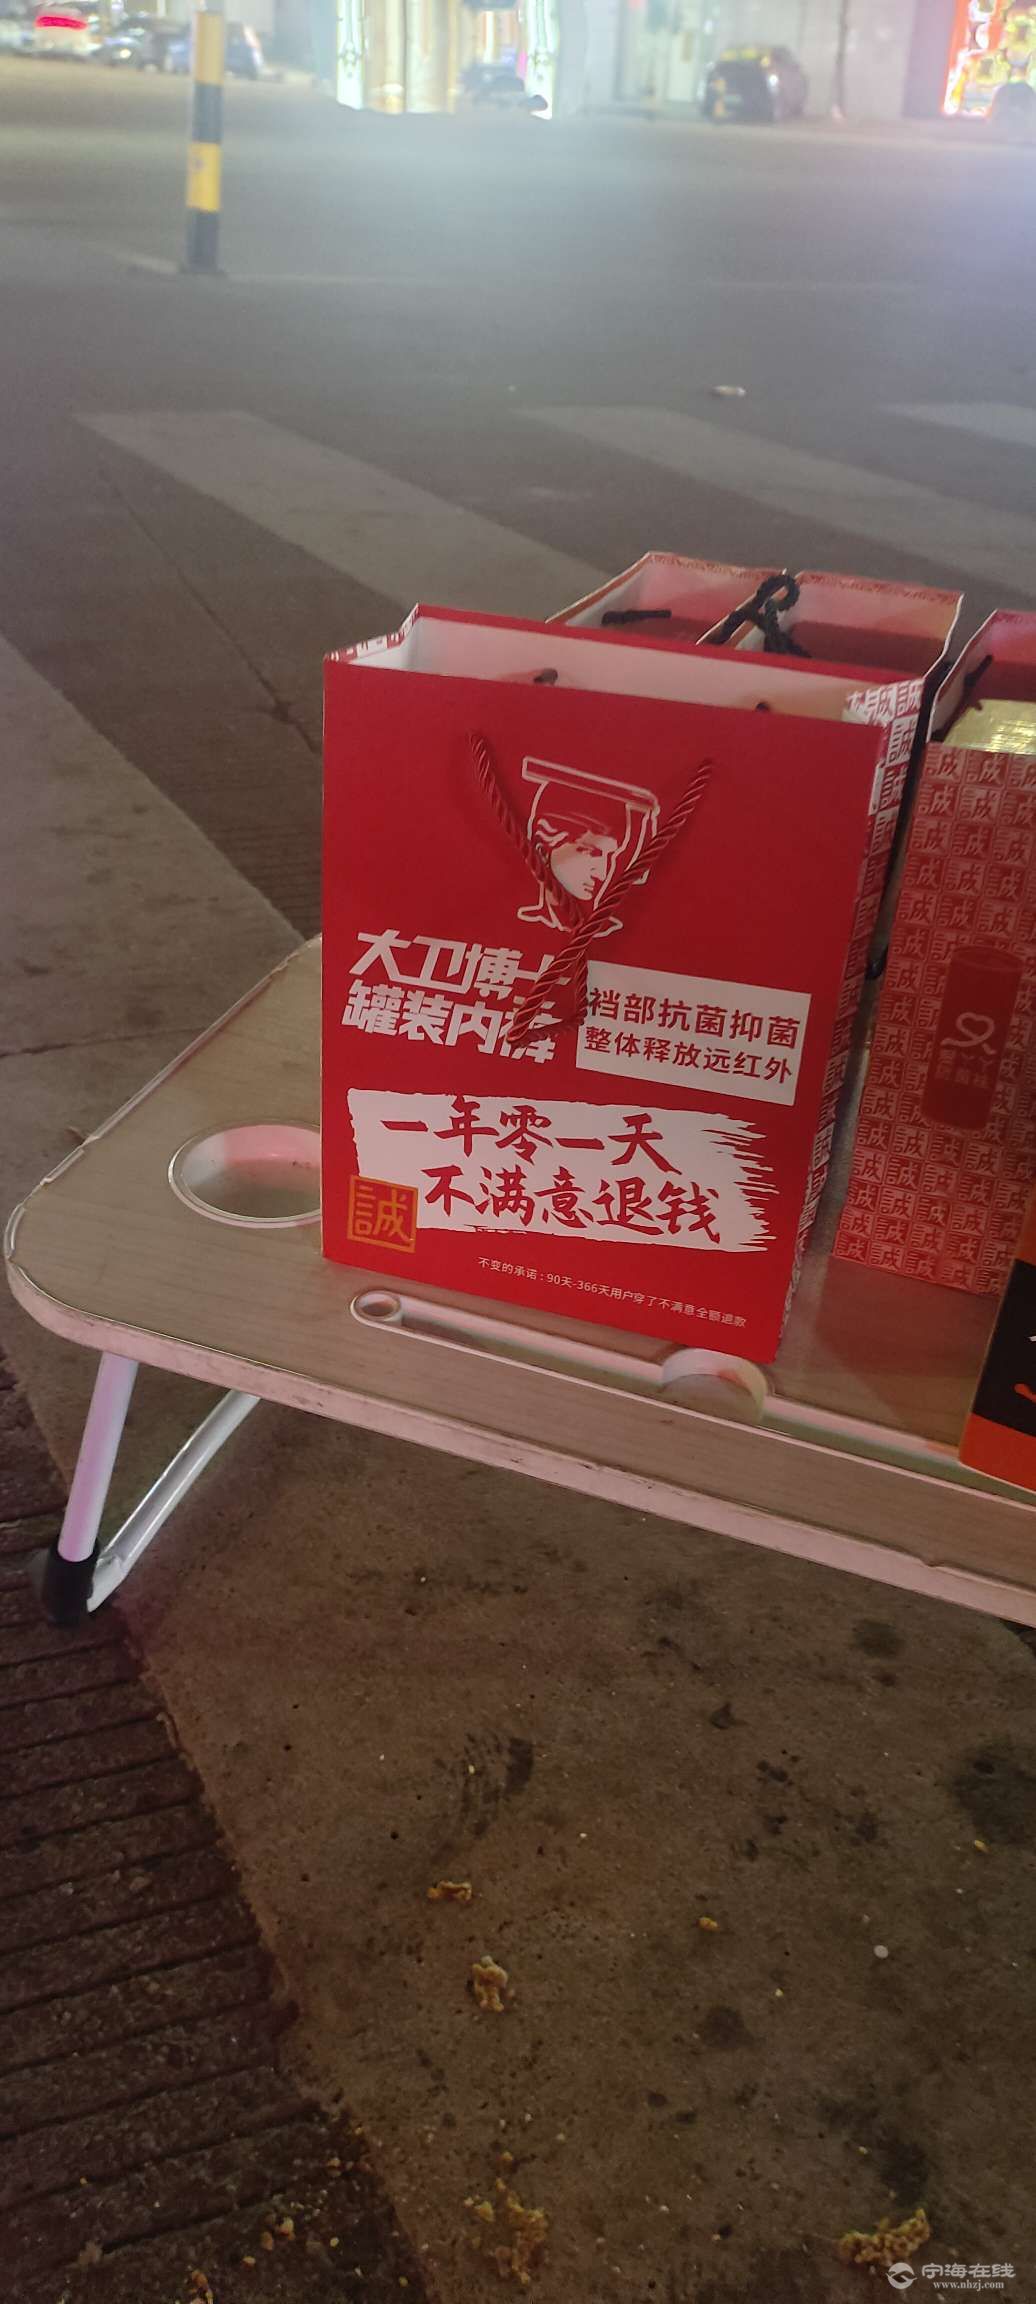 大卫博士
罐装内裤
裆部抗菌抑菌
整体释放远红外
一年零一天
不满意退钱
誠
不变的承诺：90天-366天用户穿了不满意全额退款
宁海在线
www.nhzj.com